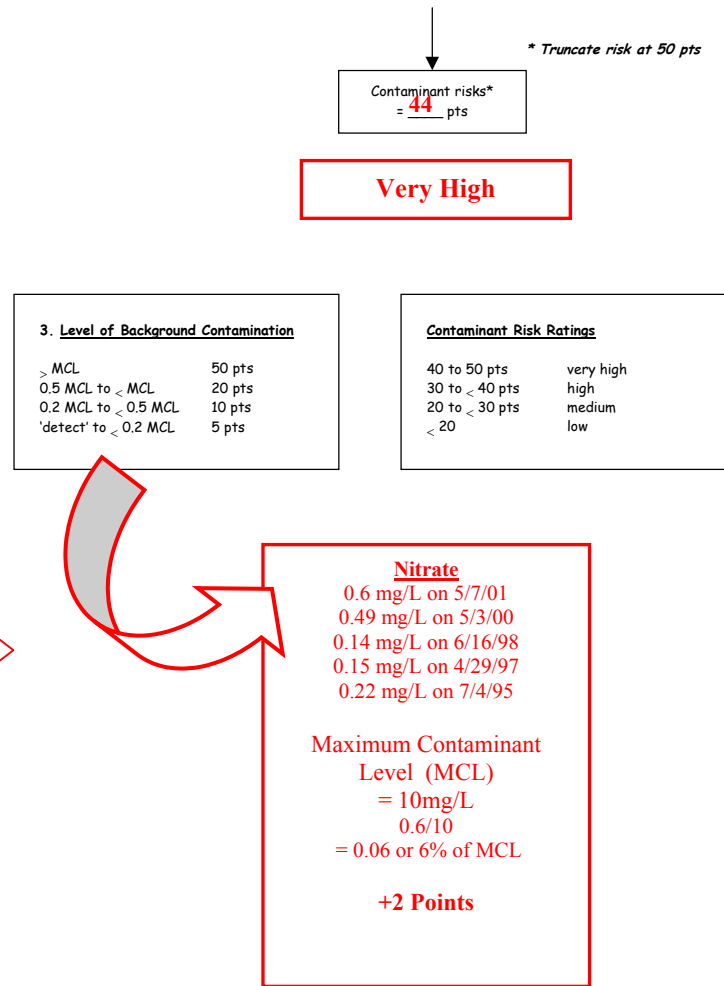 * Truncate risk at 50 pts
Contaminant risks*
= 44 pts
Very High
3. Level of Background Contamination
> MCL 50 pts
0.5 MCL to < MCL 20 pts
0.2 MCL to < 0.5 MCL 10 pts
'detect' to < 0.2 MCL 5 pts
Contaminant Risk Ratings
40 to 50 pts very high
30 to < 40 pts high
20 to < 30 pts medium
< 20 low
Nitrate
0.6 mg/L on 5/7/01
0.49 mg/L on 5/3/00
0.14 mg/L on 6/16/98
0.15 mg/L on 4/29/97
0.22 mg/L on 7/4/95
Maximum Contaminant
Level (MCL)
= 10mg/L
0.6/10
= 0.06 or 6% of MCL
+2 Points